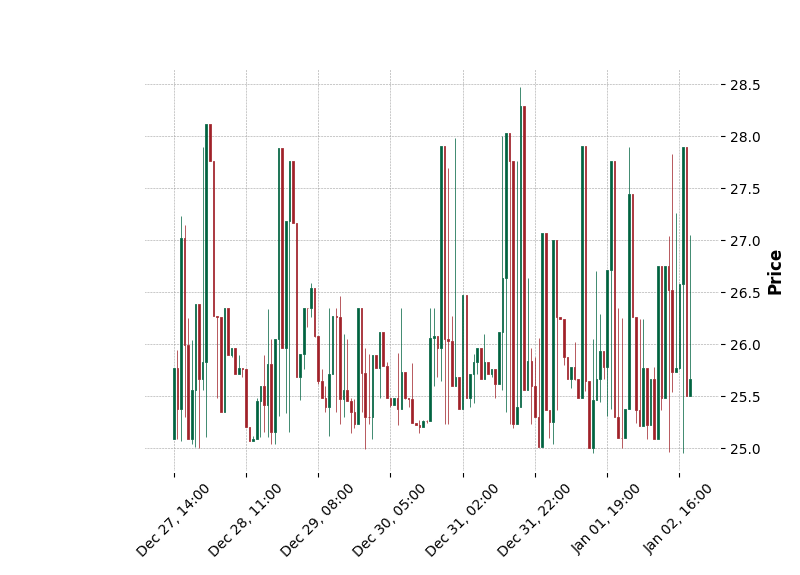 28.5
28.0
27.5
27.0
26.5
26.0
25.5
25.0
Price
Dec 27, 14:00
Dec 28, 11:00
Dec 29, 08:00
Dec 30, 05:00
Dec 31, 02:00
Dec 31, 22:00
Jan 01, 19:00
Jan 02, 16:00